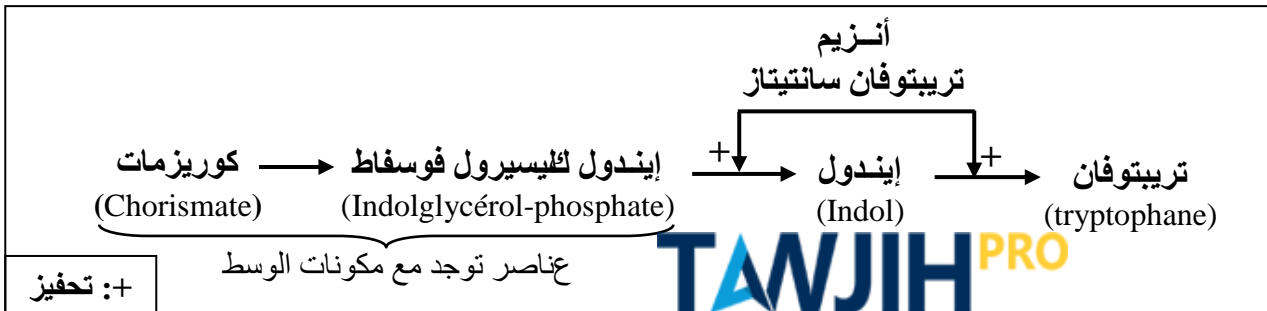 أنــزيم
تريبتوفان سانتيتاز
كوريزمات إينـدول كليسيرول فوسفاط + إينـدول + تريبتوفان
(Chorismate) (Indolglycérol-phosphate) (Indol) (tryptophane)
عناصر توجد مع مكونات الوسط
TAWJIH PRO
+: تحفيز